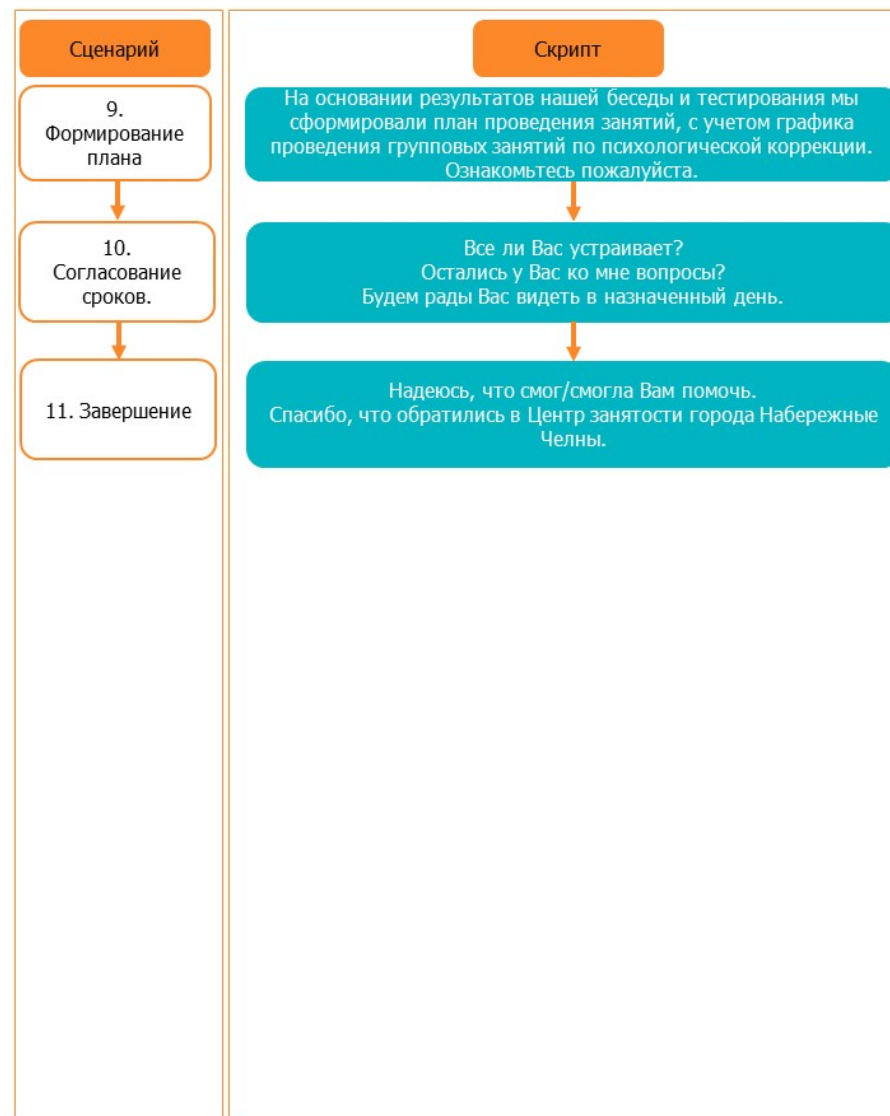 Сценарий
Скрипт
9.
Формирование
плана
На основании результатов нашей беседы и тестирования мы
сформировали план проведения занятий, с учетом графика
проведения групповых занятий по психологической коррекции.
Ознакомьтесь пожалуйста.
10.
Согласование
сроков.
Все ли Вас устраивает?
Остались у Вас ко мне вопросы?
Будем рады Вас видеть в назначенный день.
11. Завершение
Надеюсь, что смог/смогла Вам помочь.
Спасибо, что обратились в Центр занятости города Набережные
Челны.